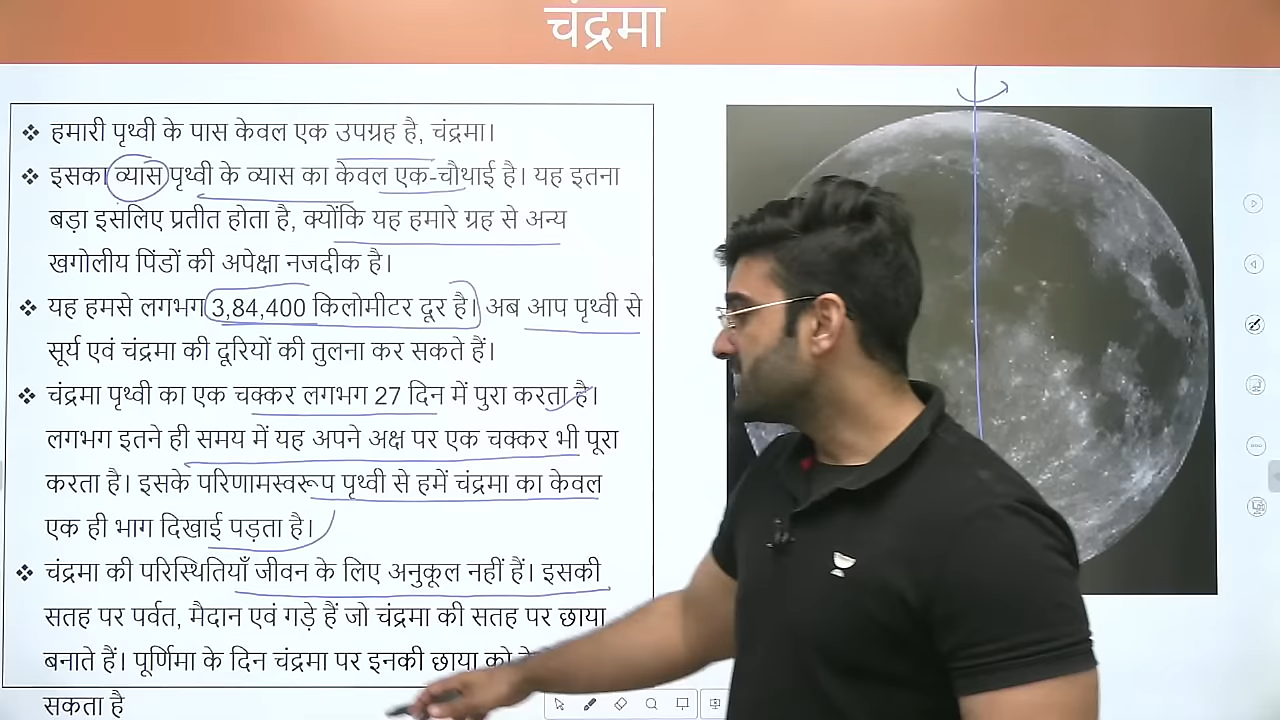 चंद्रमा
❖ हमारी पृथ्वी के पास केवल एक उपग्रह है, चंद्रमा।
❖ इसका व्यास पृथ्वी के व्यास का केवल एक-चौथाई है। यह इतना
बड़ा इसलिए प्रतीत होता है, क्योंकि यह हमारे ग्रह से अन्य
खगोलीय पिंडों की अपेक्षा नजदीक है।
❖ यह हमसे लगभग 3,84,400 किलोमीटर दूर है। अब आप पृथ्वी से
सूर्य एवं चंद्रमा की दूरियों की तुलना कर सकते हैं।
❖ चंद्रमा पृथ्वी का एक चक्कर लगभग 27 दिन में पुरा करता है।
लगभग इतने ही समय में यह अपने अक्ष पर एक चक्कर भी पूरा
करता है। इसके परिणामस्वरूप पृथ्वी से हमें चंद्रमा का केवल
एक ही भाग दिखाई पड़ता है।
❖ चंद्रमा की परिस्थितियाँ जीवन के लिए अनुकूल नहीं हैं। इसकी
सतह पर पर्वत, मैदान एवं गड़े हैं जो चंद्रमा की सतह पर छाया
बनाते हैं। पूर्णिमा के दिन चंद्रमा पर इनकी छाया को
सकता है